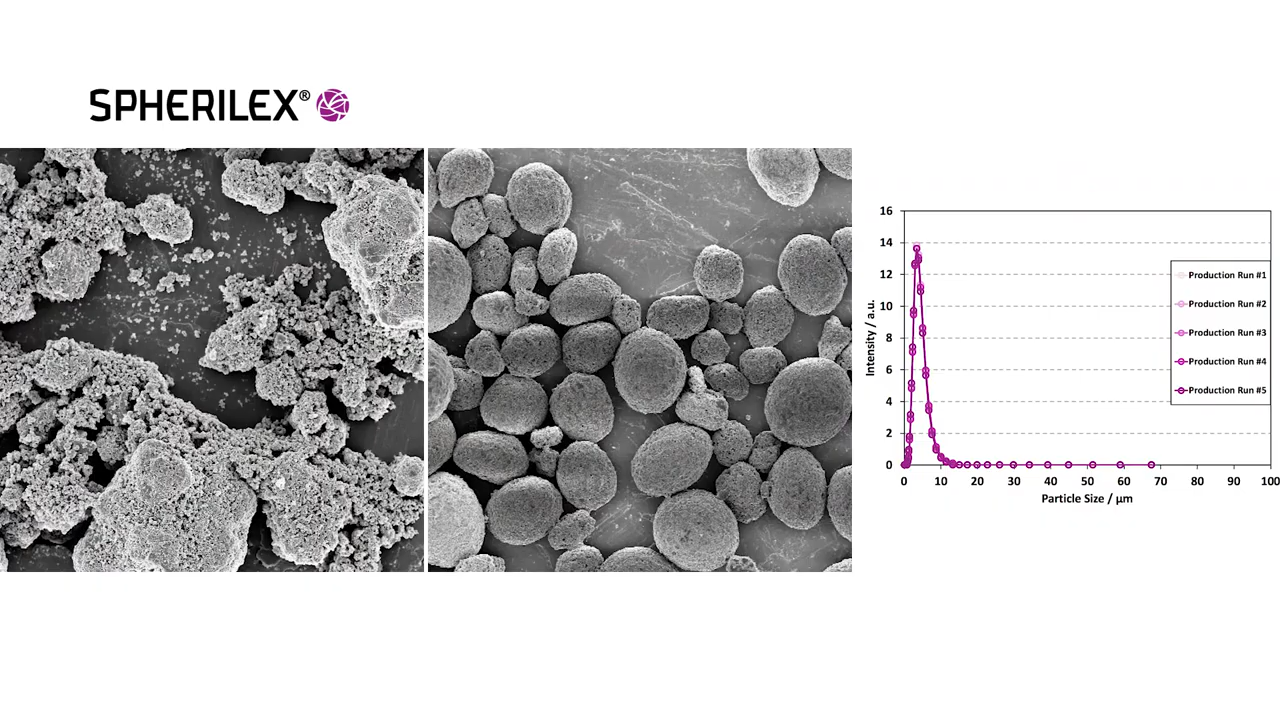 SPHERILEX®
16
14
12
10
8
6
4
2
0
Intensity / a.u.
Production Run #1
Production Run #2
Production Run #3
Production Run #4
Production Run #5
0 10 20 30 40 50 60 70 80 90 100
Particle Size / µm